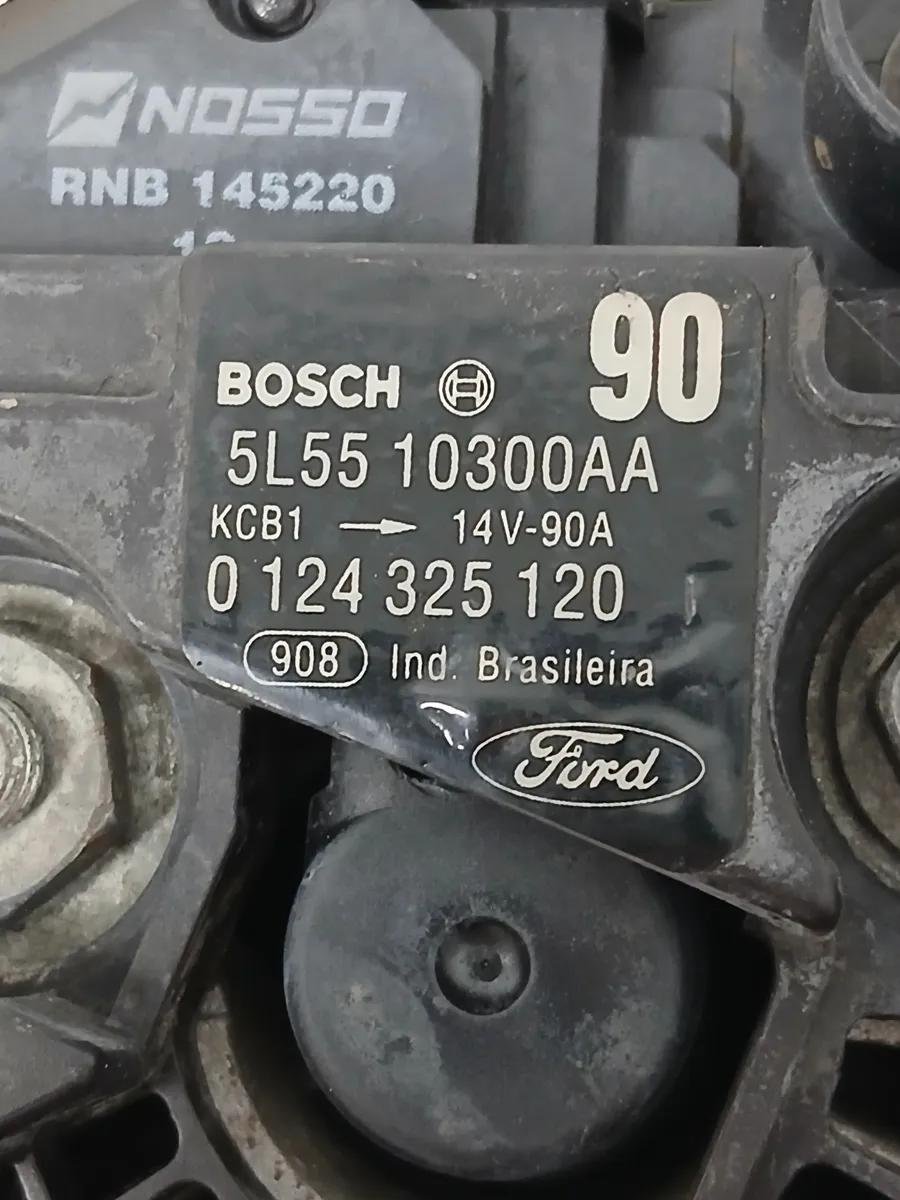 NOSSO
RNB 145220
90
BOSCH
5L55 10300AA
KCB1 → 14V-90A
0 124 325 120
908 Ind. Brasileira
Ford